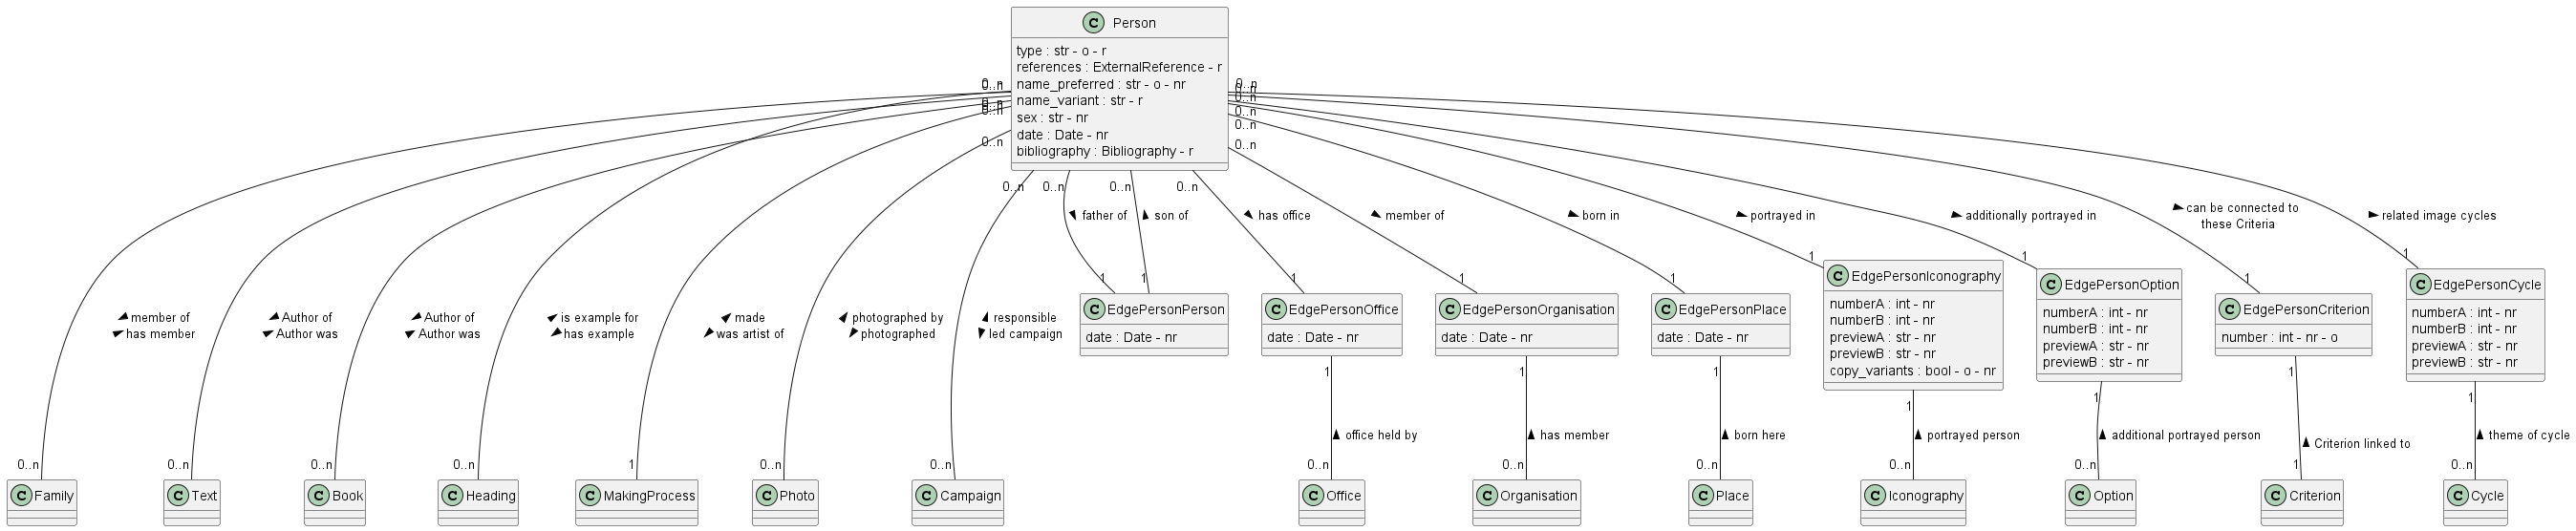 C Person
type : str - o - r
references : ExternalReference - r
name_preferred : str - o - nr
name_variant : str - r
sex : str - nr
date : Date - nr
bibliography : Bibliography - r
0..n
0..n
0..n
0..n
0..n
0..n
0..n
0..n
0..n
0..n
0..n
0..n
0..n
0..n
father of
son of
has office
member of
born in
portrayed in
additionally portrayed in
can be connected to
these Criteria
related image cycles
1
1
1
1
1
1
1
1
1
member of
has member
Author of
Author was
Author of
Author was
is example for
has example
made
was artist of
photographed by
photographed
responsible
led campaign
C EdgePersonPerson
date : Date - nr
C EdgePersonOffice
date : Date - nr
C EdgePersonOrganisation
date : Date - nr
C EdgePersonPlace
date : Date - nr
C EdgePersonIconography
numberA : int - nr
numberB : int - nr
previewA : str - nr
previewB : str - nr
copy_variants : bool - o - nr
C EdgePersonOption
numberA : int - nr
numberB : int - nr
previewA : str - nr
previewB : str - nr
C EdgePersonCriterion
number : int - nr - o
C EdgePersonCycle
numberA : int - nr
numberB : int - nr
previewA : str - nr
previewB : str - nr
1
1
1
1
1
1
1
office held by
has member
born here
portrayed person
additional portrayed person
Criterion linked to
theme of cycle
0..n
0..n
0..n
0..n
1
0..n
0..n
0..n
0..n
0..n
0..n
0..n
1
0..n
C Family
C Text
C Book
C Heading
C MakingProcess
C Photo
C Campaign
C Office
C Organisation
C Place
C Iconography
C Option
C Criterion
C Cycle